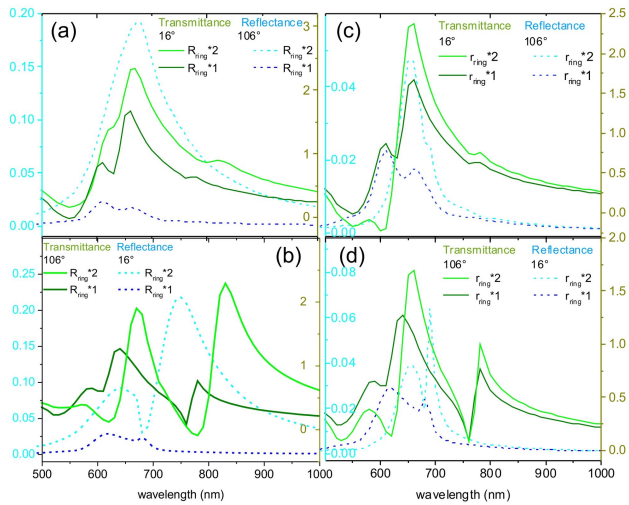 (a)
Transmittance Reflectance
16° 106°
R_ring*2 R_ring*2
R_ring*1 R_ring*1
0.20
0.15
0.10
0.05
0.00
3
2
1
0
(c)
Transmittance Reflectance
16° 106°
r_ring*2 r_ring*2
r_ring*1 r_ring*1
0.04
0.02
0.00
2.5
2.0
1.5
1.0
0.5
0.0
(b)
Transmittance Reflectance
106° 16°
R_ring*2 R_ring*2
R_ring*1 R_ring*1
0.25
0.20
0.15
0.10
0.05
0.00
2
1
0
500 600 700 800 900 1000
wavelength (nm)
(d)
Transmittance Reflectance
106° 16°
r_ring*2 r_ring*2
r_ring*1 r_ring*1
0.08
0.06
0.04
0.02
0.00
2.0
1.5
1.0
0.5
0.0
600 700 800 900 1000
wavelength (nm)